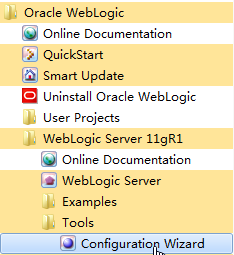 Oracle WebLogic
Online Documentation
QuickStart
Smart Update
Uninstall Oracle WebLogic
User Projects
WebLogic Server 11gR1
Online Documentation
WebLogic Server
Examples
Tools
Configuration Wizard